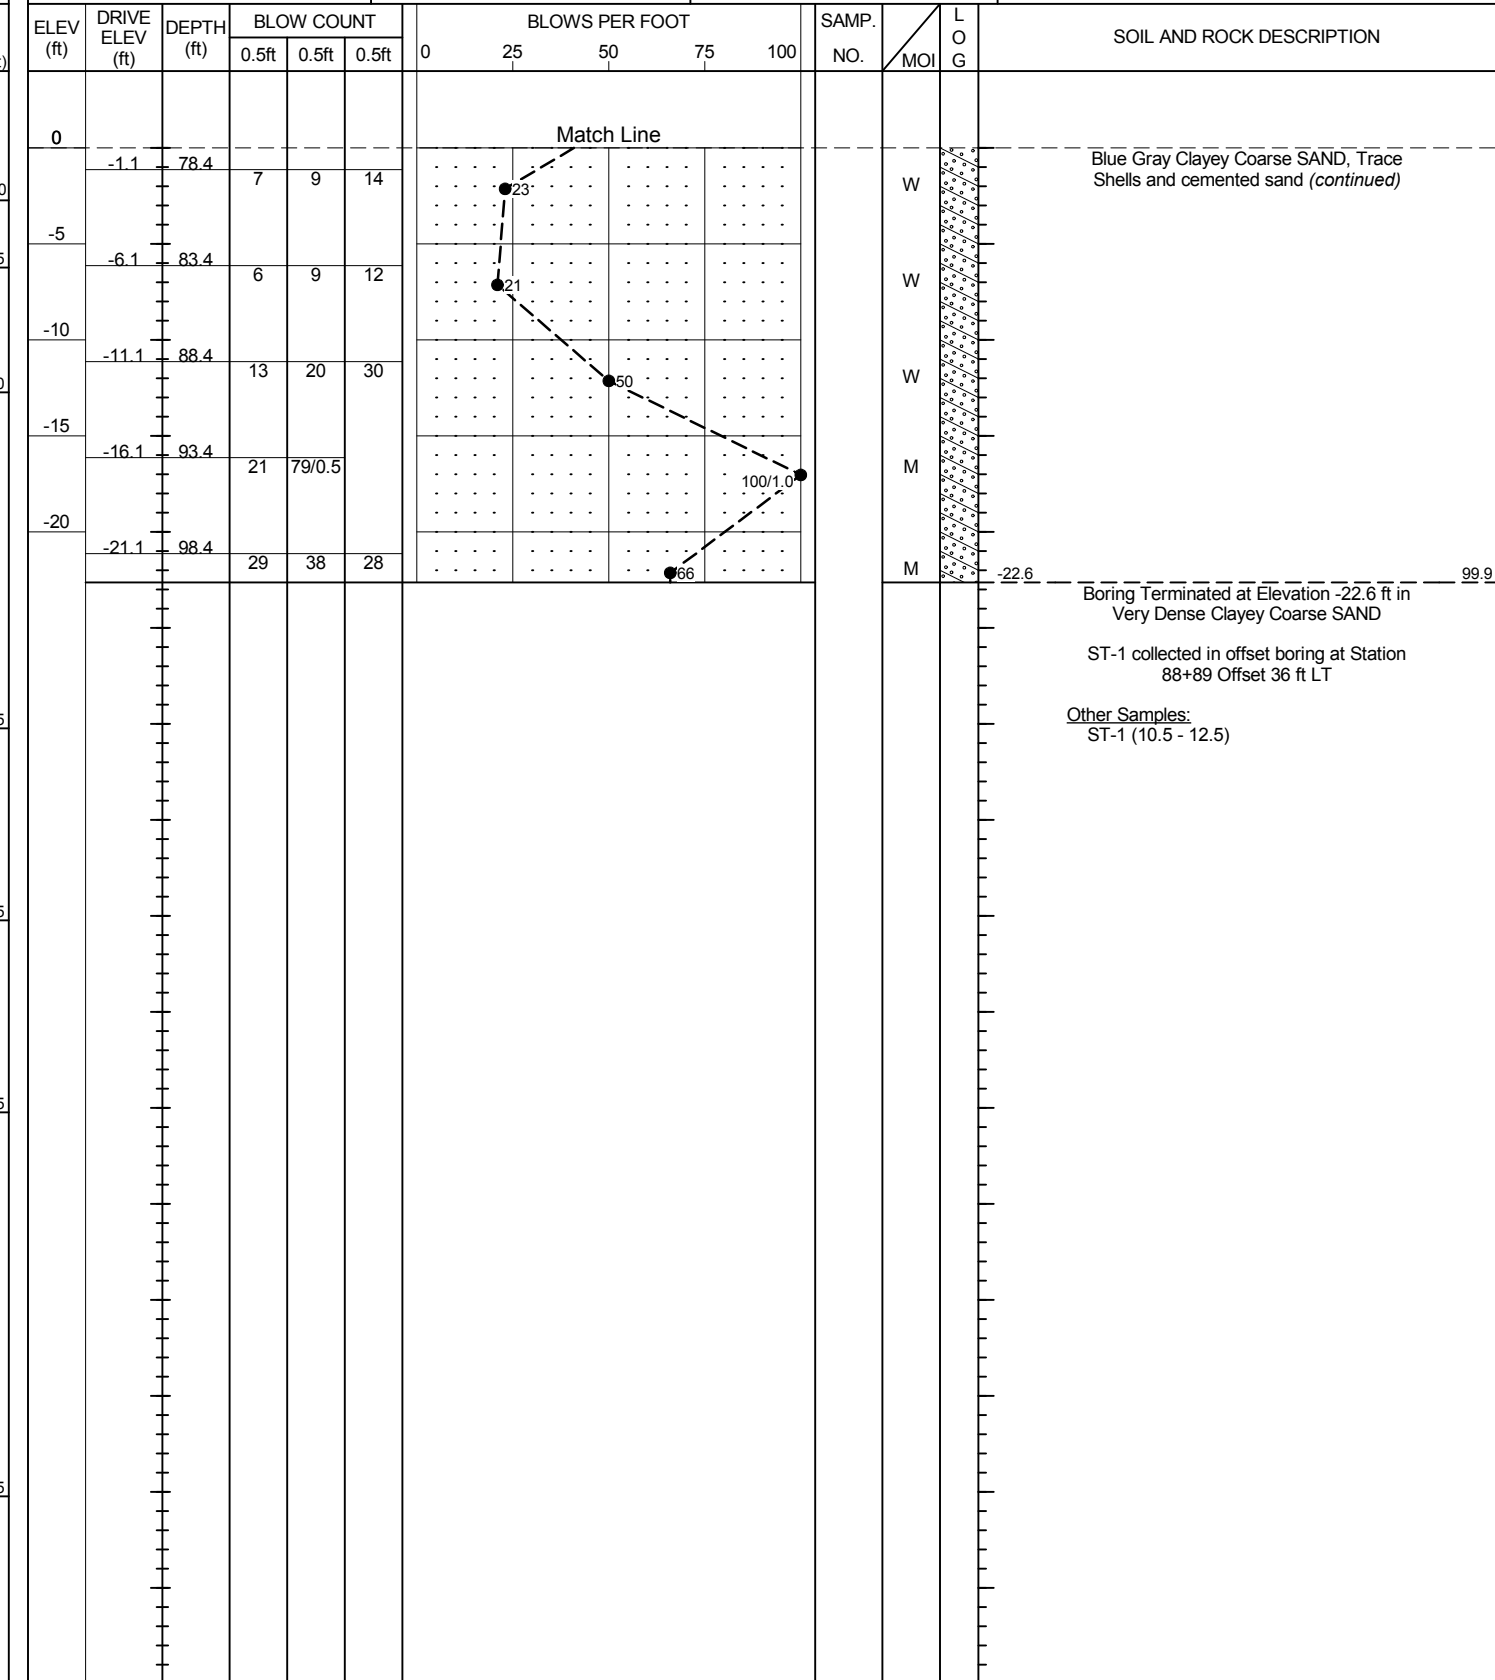 ELEV (ft) DRIVE ELEV (ft) DEPTH (ft) BLOW COUNT BLOWS PER FOOT SAMP. NO. MOI L O G SOIL AND ROCK DESCRIPTION
0.5ft 0.5ft 0.5ft 0 25 50 75 100
0 Match Line
-1.1 78.4 7 9 14 23 W Blue Gray Clayey Coarse SAND, Trace
Shells and cemented sand (continued)
-5
-6.1 83.4 6 9 12 21 W
-10
-11.1 88.4 13 20 30 50 W
-15
-16.1 93.4 21 79/0.5 100/1.0 M
-20
-21.1 98.4 29 38 28 66 M
-22.6 99.9
Boring Terminated at Elevation -22.6 ft in
Very Dense Clayey Coarse SAND
ST-1 collected in offset boring at Station
88+89 Offset 36 ft LT
Other Samples:
ST-1 (10.5 - 12.5)